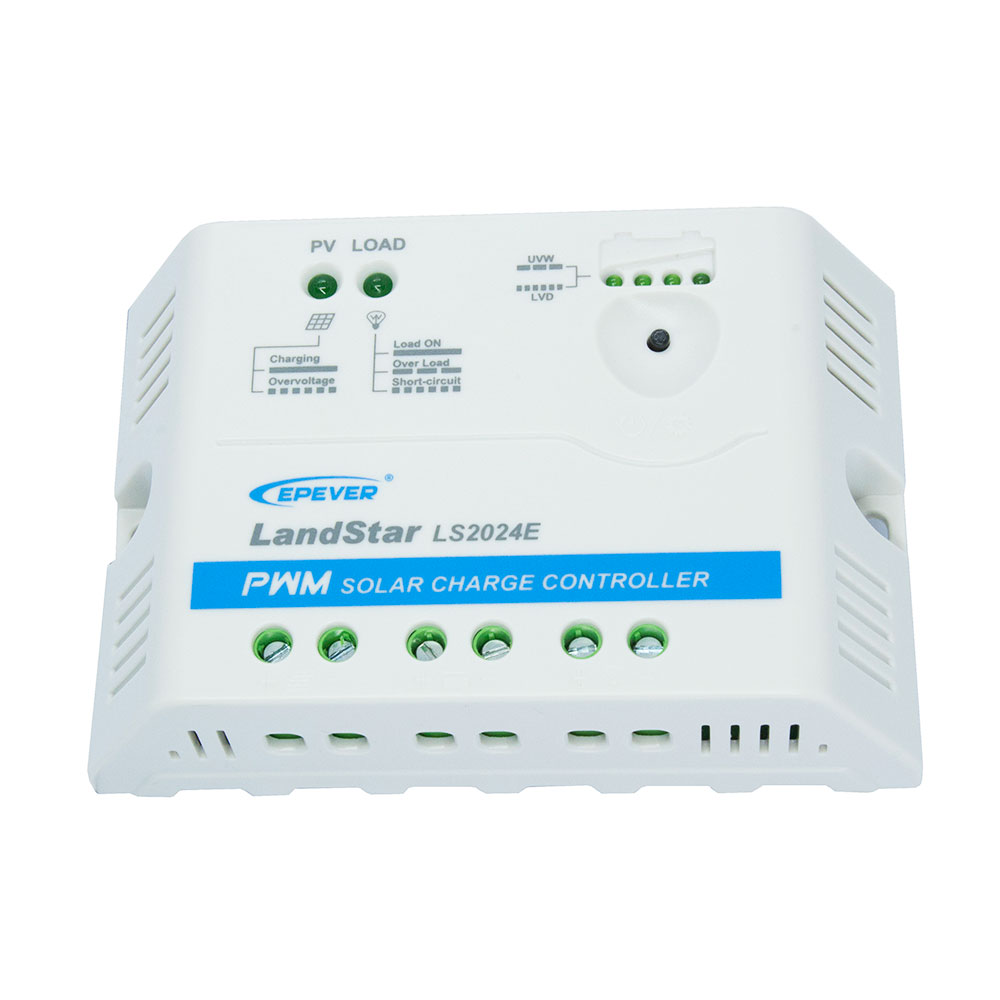 PV LOAD
UVW
LVD
Charging
Overvoltage
Load ON
Over Load
Short-circuit
EPEVER®
LandStar LS2024E
PWM SOLAR CHARGE CONTROLLER